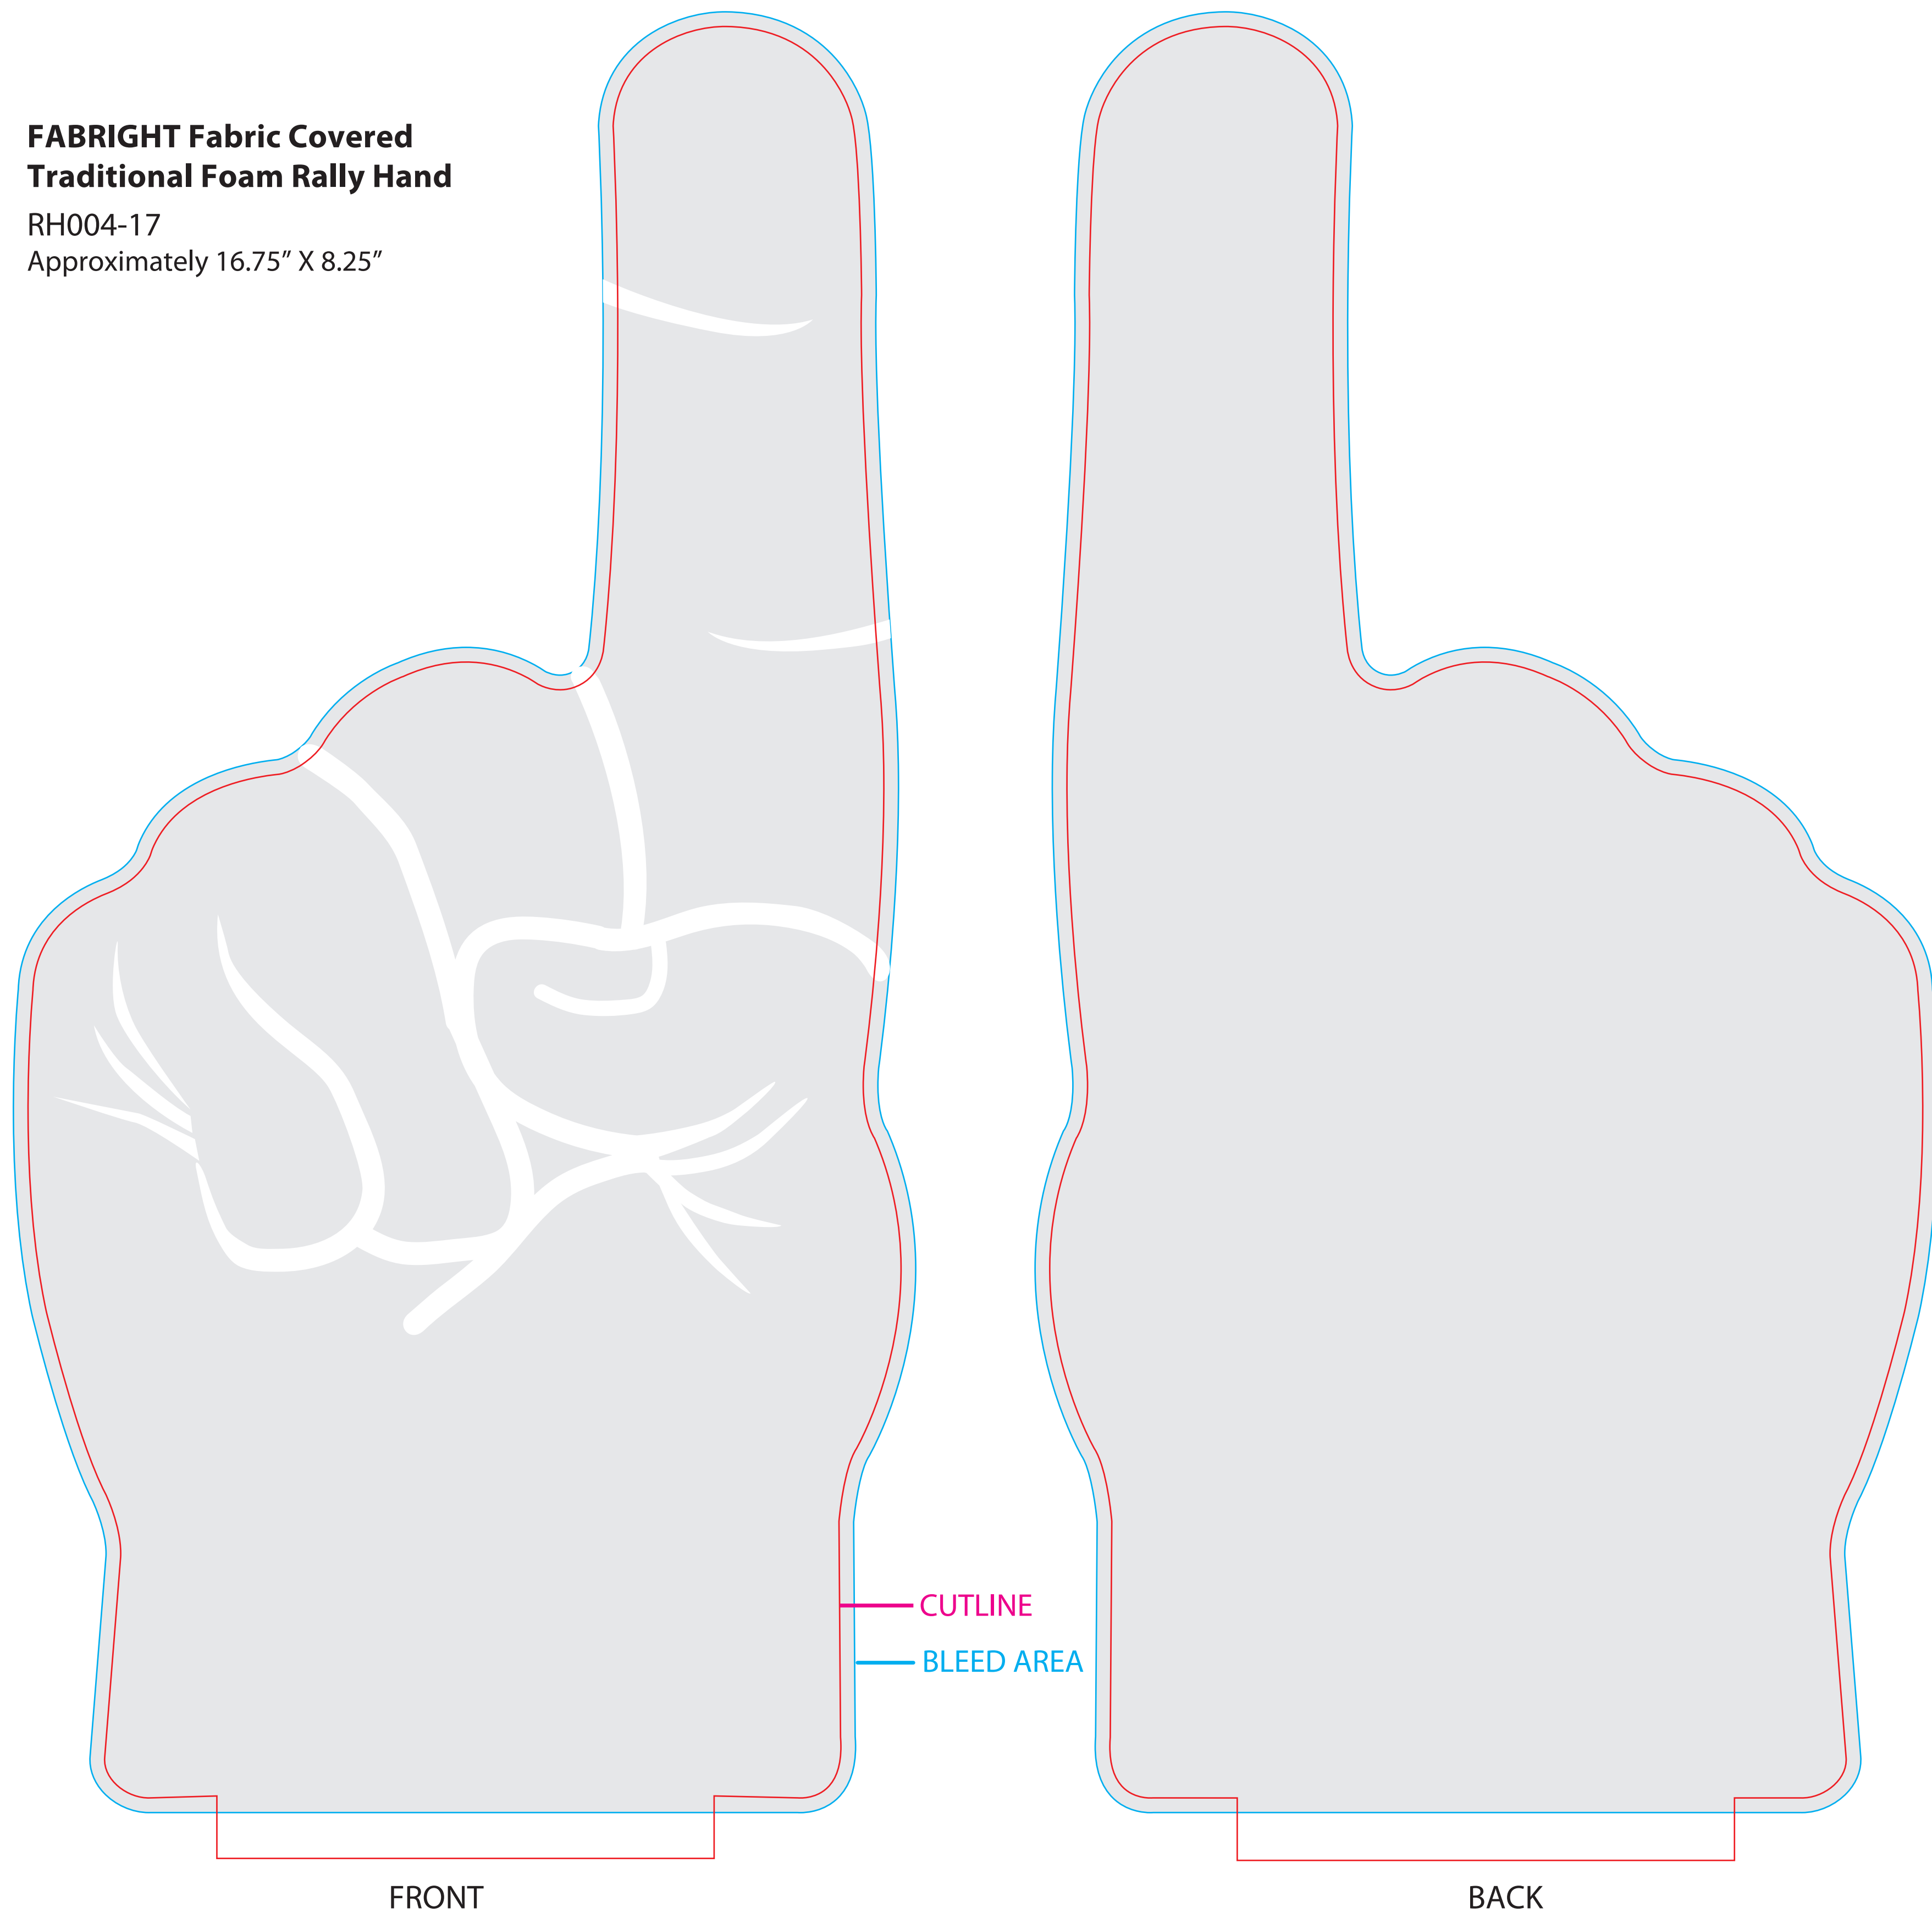 FABRIGHT Fabric Covered
Traditional Foam Rally Hand
RH004-17
Approximately 16.75” X 8.25”
CUTLINE
BLEED AREA
FRONT
BACK